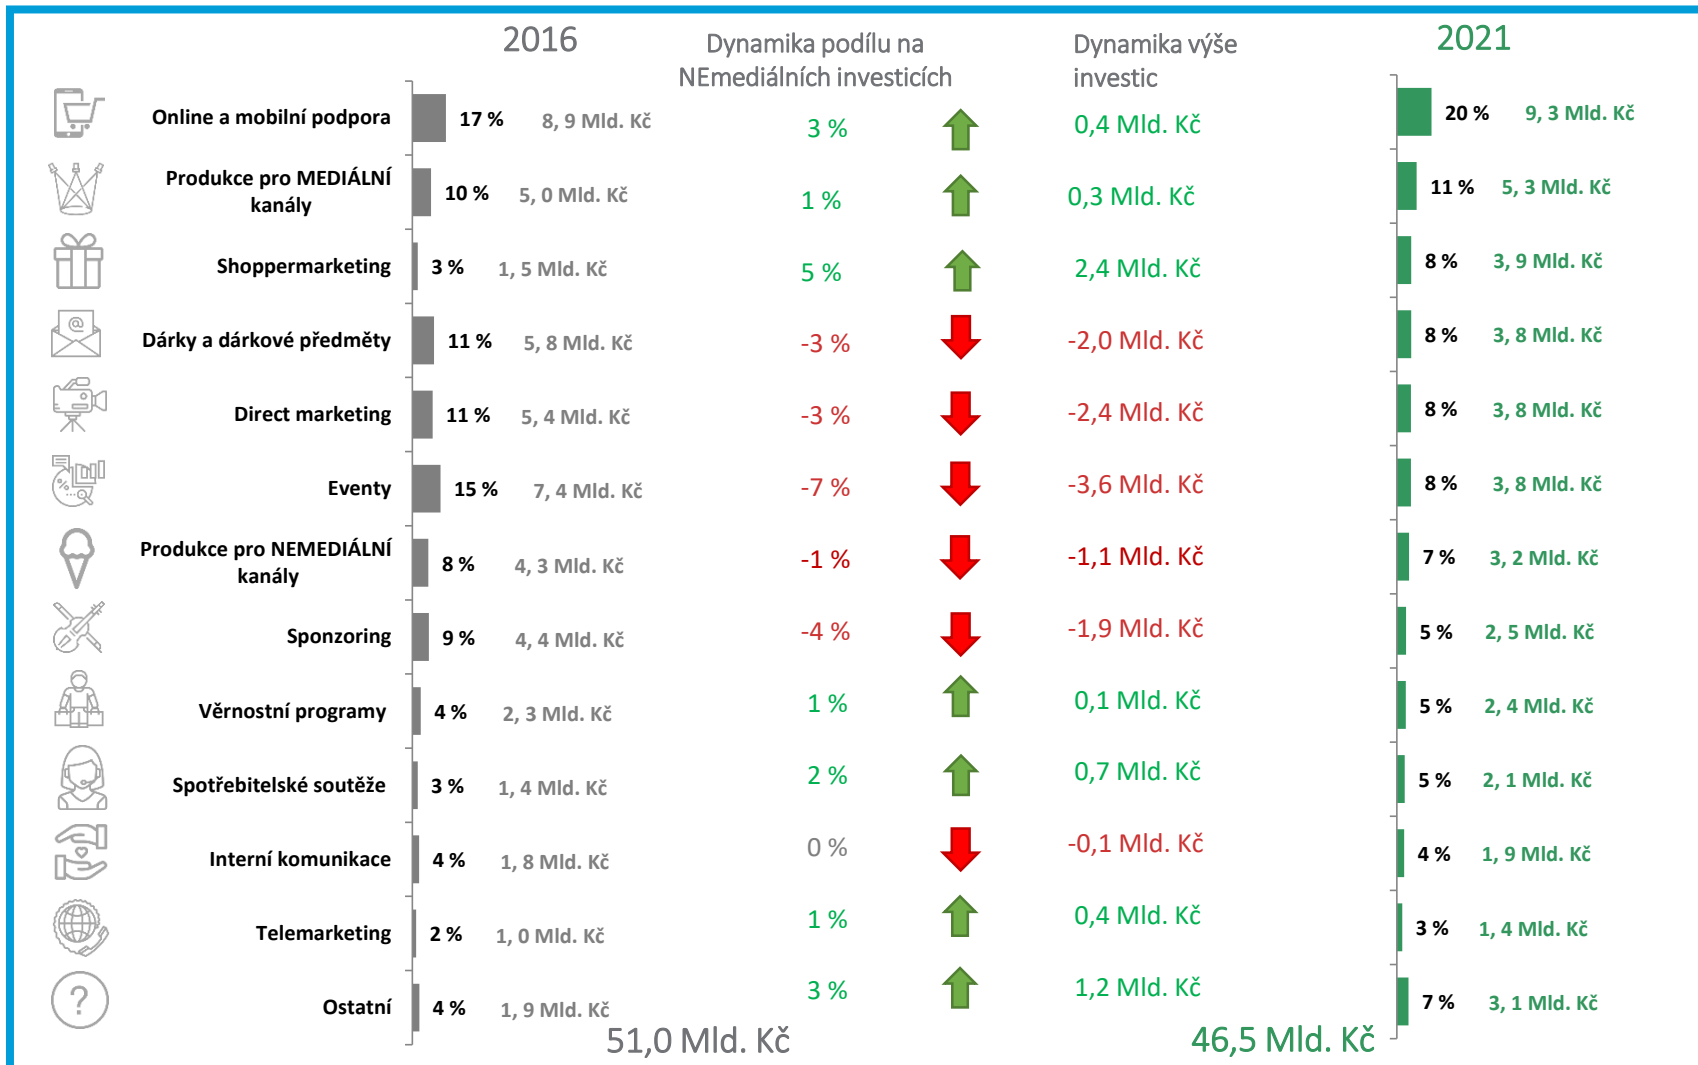 2016
Dynamika podílu na
NEmediálních investicích
Dynamika výše
investic
2021
Online a mobilní podpora 17 % 8, 9 Mld. Kč 3 % 0,4 Mld. Kč 20 % 9, 3 Mld. Kč
Produkce pro MEDIÁLNÍ
kanály 10 % 5, 0 Mld. Kč 1 % 0,3 Mld. Kč 11 % 5, 3 Mld. Kč
Shoppermarketing 3 % 1, 5 Mld. Kč 5 % 2,4 Mld. Kč 8 % 3, 9 Mld. Kč
@
Dárky a dárkové předměty 11 % 5, 8 Mld. Kč -3 % -2,0 Mld. Kč 8 % 3, 8 Mld. Kč
Direct marketing 11 % 5, 4 Mld. Kč -3 % -2,4 Mld. Kč 8 % 3, 8 Mld. Kč
Eventy 15 % 7, 4 Mld. Kč -7 % -3,6 Mld. Kč 8 % 3, 8 Mld. Kč
Produkce pro NEMEDIÁLNÍ
kanály 8 % 4, 3 Mld. Kč -1 % -1,1 Mld. Kč 7 % 3, 2 Mld. Kč
Sponzoring 9 % 4, 4 Mld. Kč -4 % -1,9 Mld. Kč 5 % 2, 5 Mld. Kč
Věrnostní programy 4 % 2, 3 Mld. Kč 1 % 0,1 Mld. Kč 5 % 2, 4 Mld. Kč
Spotřebitelské soutěže 3 % 1, 4 Mld. Kč 2 % 0,7 Mld. Kč 5 % 2, 1 Mld. Kč
Interní komunikace 4 % 1, 8 Mld. Kč 0 % -0,1 Mld. Kč 4 % 1, 9 Mld. Kč
Telemarketing 2 % 1, 0 Mld. Kč 1 % 0,4 Mld. Kč 3 % 1, 4 Mld. Kč
? Ostatní 4 % 1, 9 Mld. Kč 3 % 1,2 Mld. Kč 7 % 3, 1 Mld. Kč
51,0 Mld. Kč 46,5 Mld. Kč